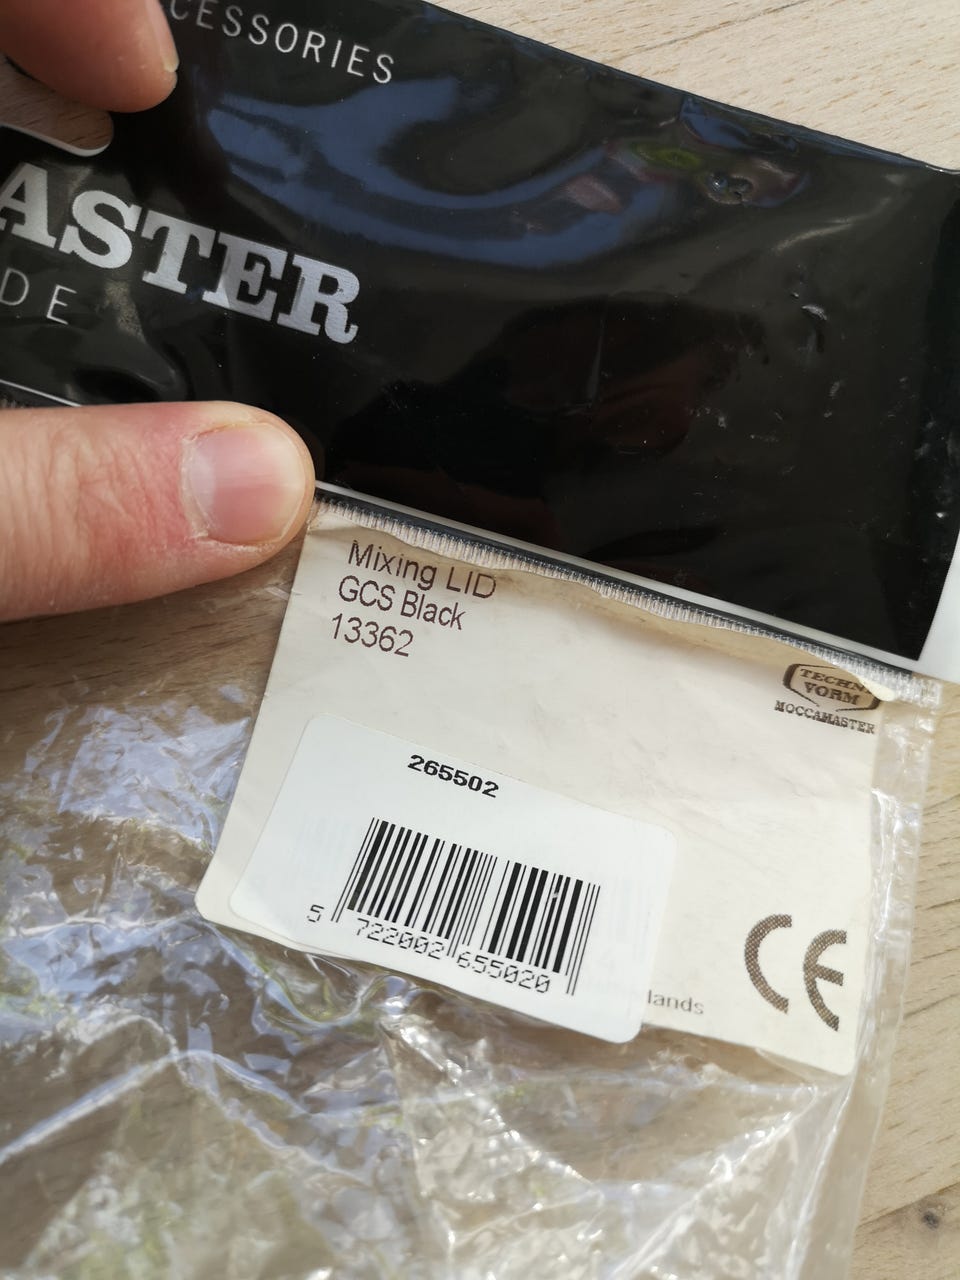 CCESSORIES
ASTER
DE
Mixing LID
GCS Black
13362
TECHNI
VORM
MOCCAMASTER
265502
5 722002 655020
lands
CE